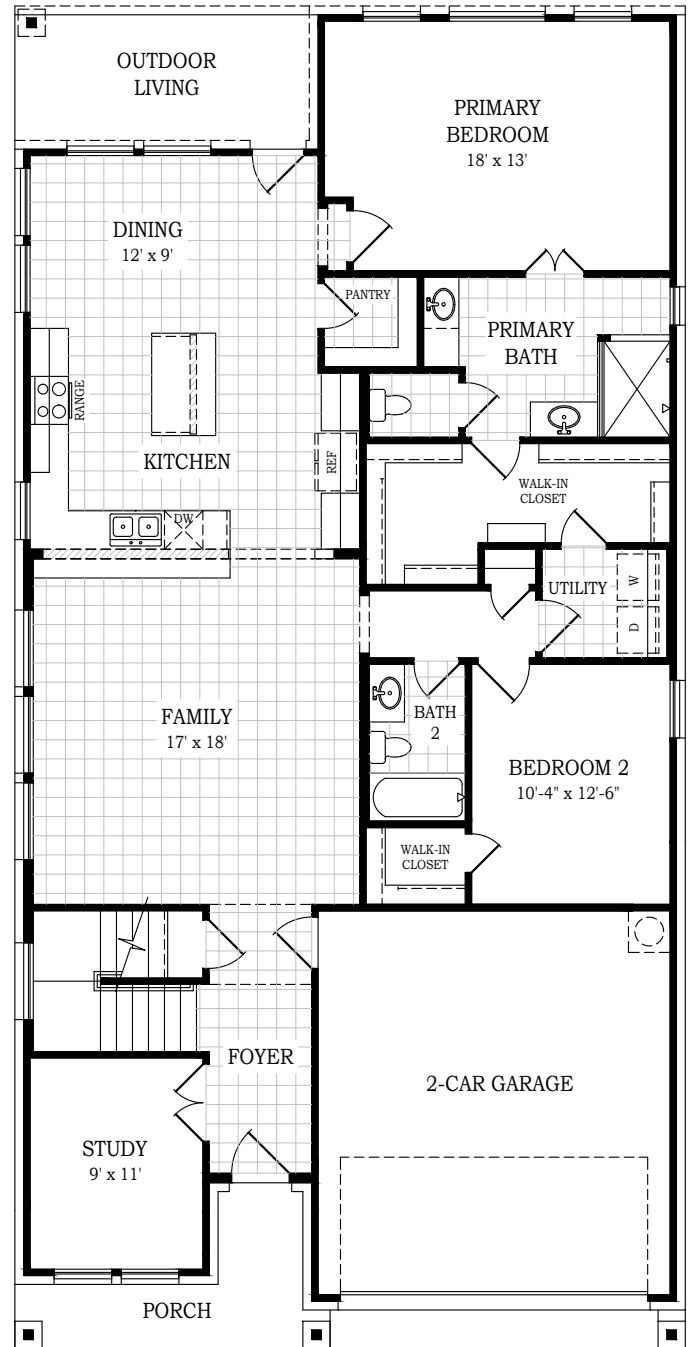 OUTDOOR
LIVING
PRIMARY
BEDROOM
18' x 13'
DINING
12' x 9'
PANTRY
PRIMARY
BATH
RANGE
KITCHEN
REF
WALK-IN
CLOSET
DW
UTILITY
W
D
FAMILY
17' x 18'
BATH
2
BEDROOM 2
10'-4" x 12'-6"
WALK-IN
CLOSET
FOYER
2-CAR GARAGE
STUDY
9' x 11'
PORCH